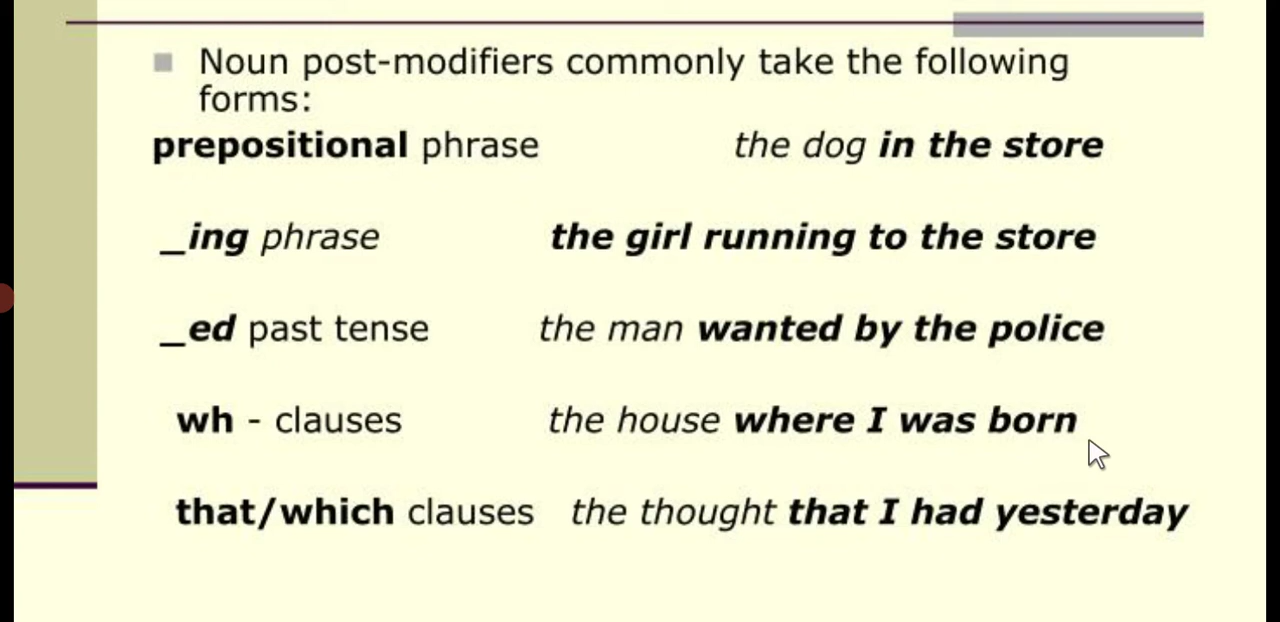 Noun post-modifiers commonly take the following
forms:
prepositional phrase the dog in the store
_ing phrase the girl running to the store
_ed past tense the man wanted by the police
wh - clauses the house where I was born
that/which clauses the thought that I had yesterday